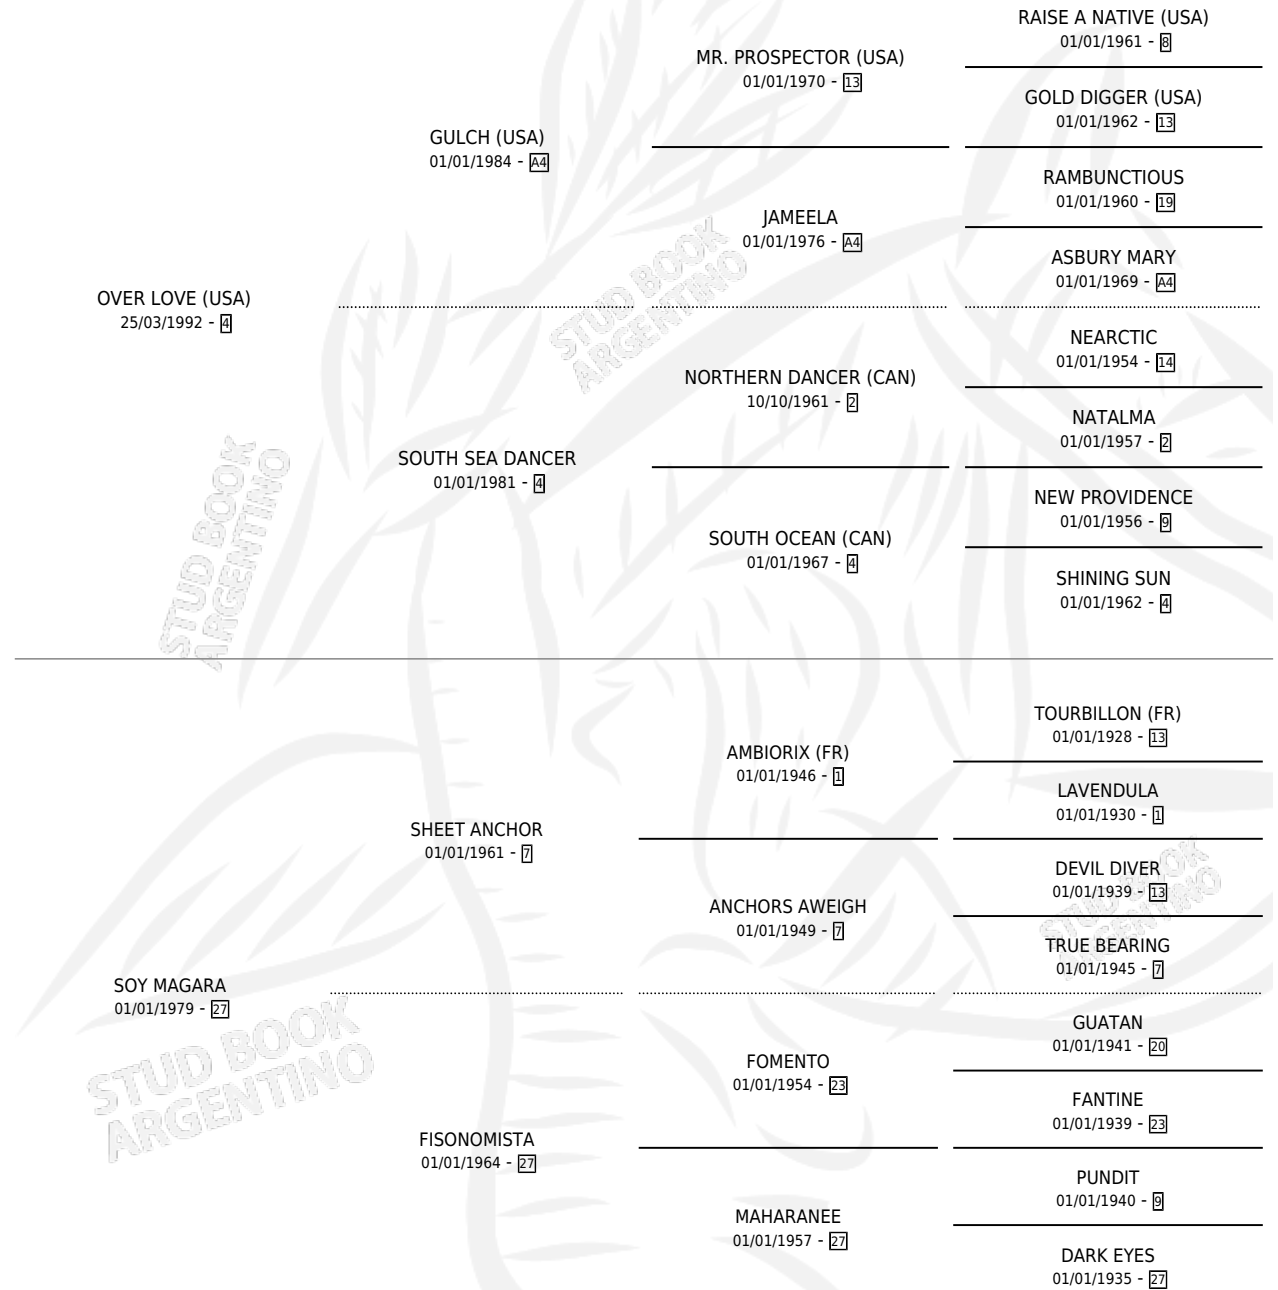 RAISE A NATIVE (USA)
01/01/1961 - 8
MR. PROSPECTOR (USA)
01/01/1970 - 13
GOLD DIGGER (USA)
01/01/1962 - 13
GULCH (USA)
01/01/1984 - A4
RAMBUNCTIOUS
01/01/1960 - 19
JAMEELA
01/01/1976 - A4
ASBURY MARY
01/01/1969 - A4
OVER LOVE (USA)
25/03/1992 - 4
STUD BOOK
ARGENTINO
NEARCTIC
01/01/1954 - 14
NORTHERN DANCER (CAN)
10/10/1961 - 2
NATALMA
01/01/1957 - 2
SOUTH SEA DANCER
01/01/1981 - 4
NEW PROVIDENCE
01/01/1956 - 9
SOUTH OCEAN (CAN)
01/01/1967 - 4
SHINING SUN
01/01/1962 - 4
STUD BOOK
ARGENTINO
TOURBILLON (FR)
01/01/1928 - 13
AMBIORIX (FR)
01/01/1946 - 1
LAVENDULA
01/01/1930 - 1
SHEET ANCHOR
01/01/1961 - 7
DEVIL DIVER
01/01/1939 - 13
STUD BOOK
ARGENTINO
ANCHORS AWEIGH
01/01/1949 - 7
TRUE BEARING
01/01/1945 - 7
SOY MAGARA
01/01/1979 - 27
GUATAN
01/01/1941 - 20
STUD BOOK
ARGENTINO
FOMENTO
01/01/1954 - 23
FANTINE
01/01/1939 - 23
FISONOMISTA
01/01/1964 - 27
PUNDIT
01/01/1940 - 9
MAHARANEE
01/01/1957 - 27
DARK EYES
01/01/1935 - 27